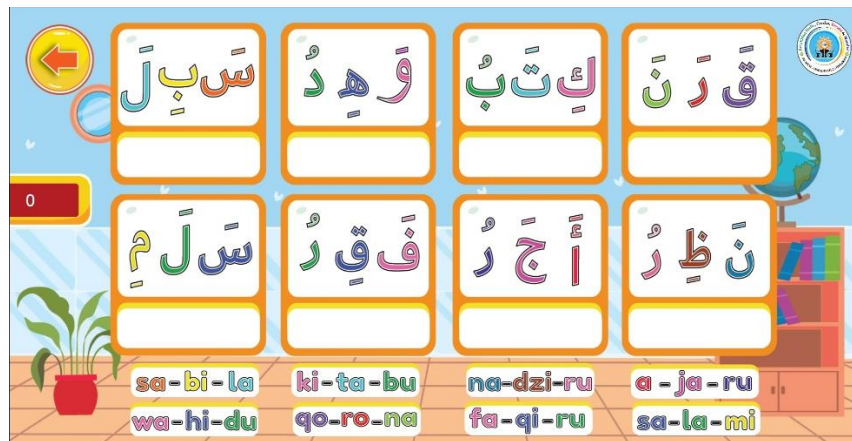 سَ بِ لَ
وَ هِ دُ
كِ تَ بُ
قَ رَ نَ
0
سَ لَ مِ
فَ قِ رُ
أَ جَ رُ
نَ ظِ رُ
sa-bi-la
ki-ta-bu
na-dzi-ru
a-ja-ru
wa-hi-du
qo-ro-na
fa-qi-ru
sa-la-mi